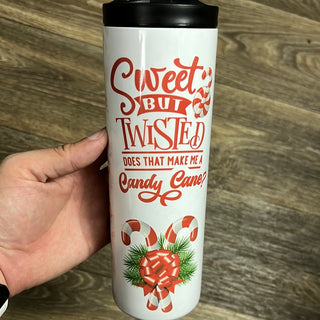 Sweet
BUT
TWISTED
DOES THAT MAKE ME A
Candy Cane?